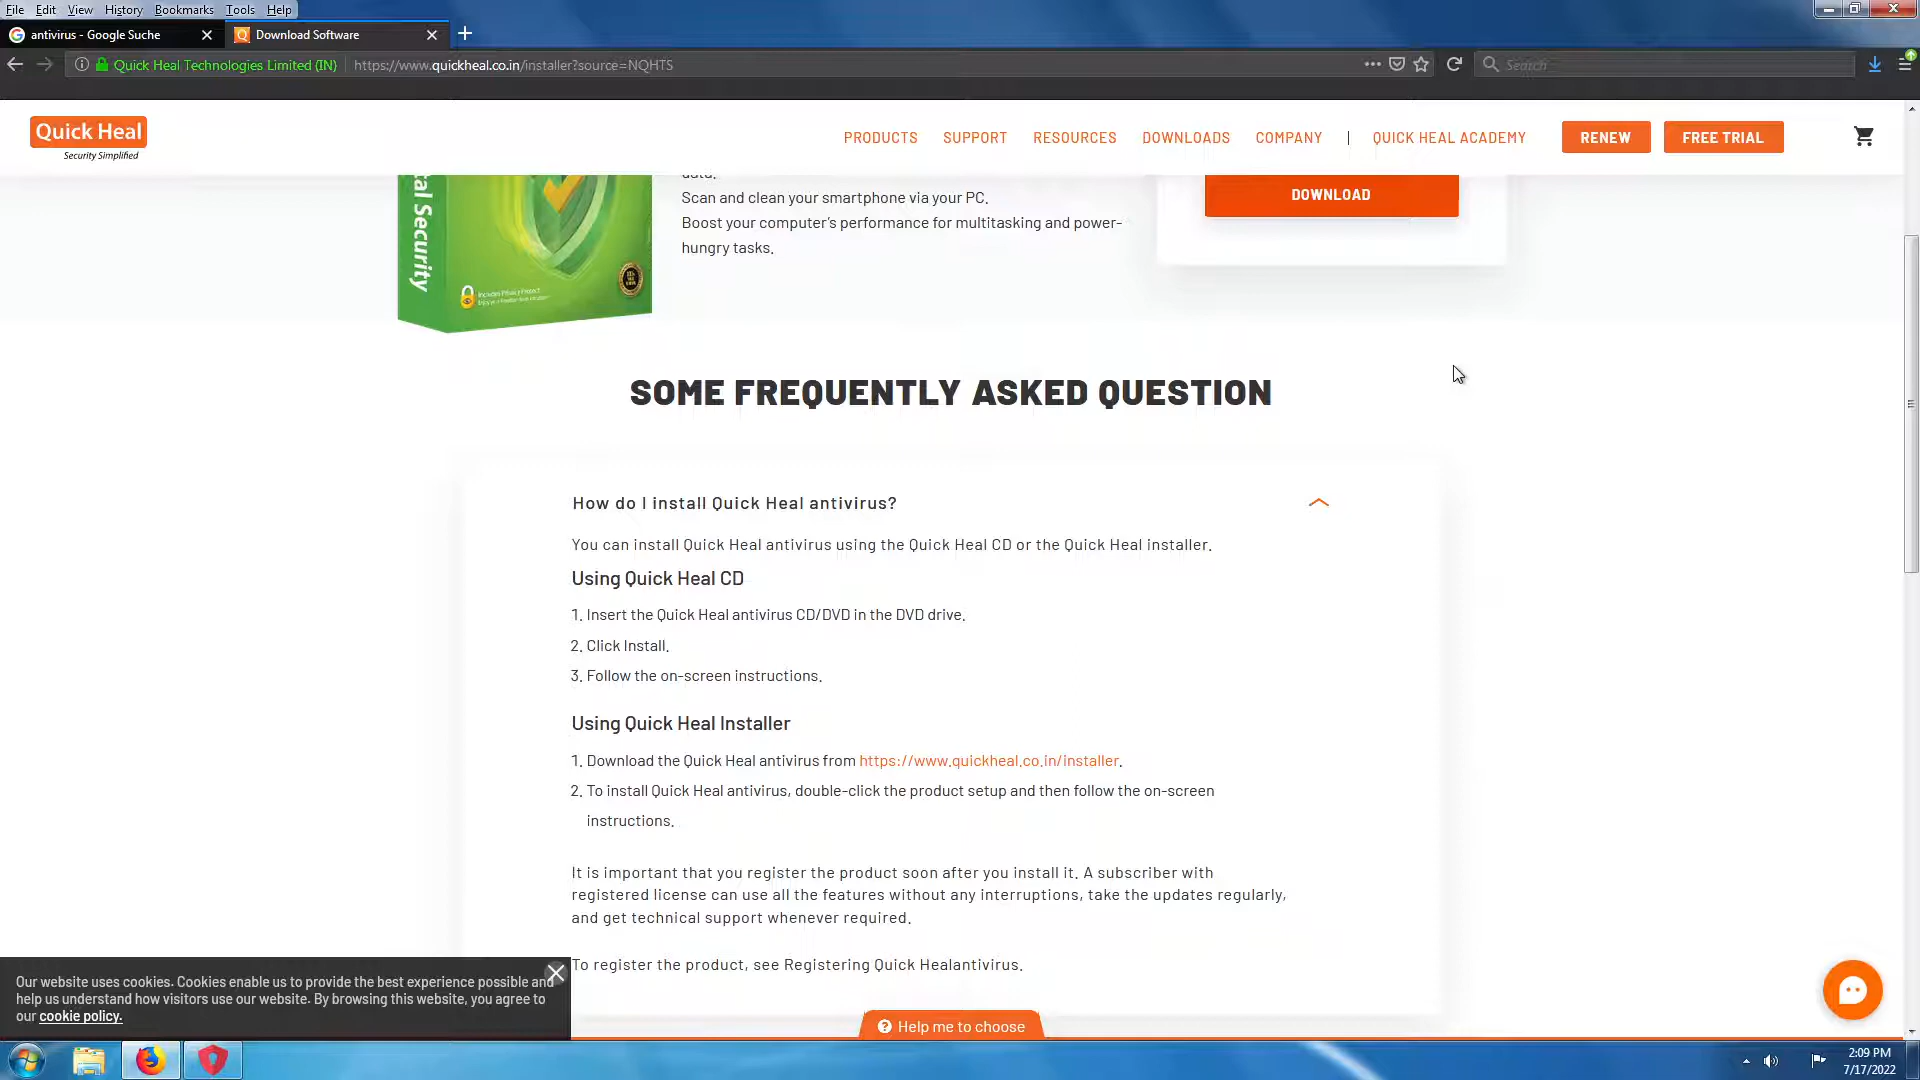 File Edit View History Bookmarks Tools Help
antivirus - Google Suche
Download Software
Quick Heal Technologies Limited (IN)
https://www.quickheal.co.in/installer?source=NQHTS
Search
Quick Heal
Security Simplified
PRODUCTS SUPPORT RESOURCES DOWNLOADS COMPANY | QUICK HEAL ACADEMY RENEW FREE TRIAL
data.
Scan and clean your smartphone via your PC.
Boost your computer's performance for multitasking and power-
hungry tasks.
DOWNLOAD
Security
SOME FREQUENTLY ASKED QUESTION
How do I install Quick Heal antivirus?
You can install Quick Heal antivirus using the Quick Heal CD or the Quick Heal installer.
Using Quick Heal CD
1. Insert the Quick Heal antivirus CD/DVD in the DVD drive.
2. Click Install.
3. Follow the on-screen instructions.
Using Quick Heal Installer
1. Download the Quick Heal antivirus from https://www.quickheal.co.in/installer.
2. To install Quick Heal antivirus, double-click the product setup and then follow the on-screen
instructions.
It is important that you register the product soon after you install it. A subscriber with
registered license can use all the features without any interruptions, take the updates regularly,
and get technical support whenever required.
To register the product, see Registering Quick Healantivirus.
Our website uses cookies. Cookies enable us to provide the best experience possible and
help us understand how visitors use our website. By browsing this website, you agree to
our cookie policy.
Help me to choose
2:09 PM
7/17/2022